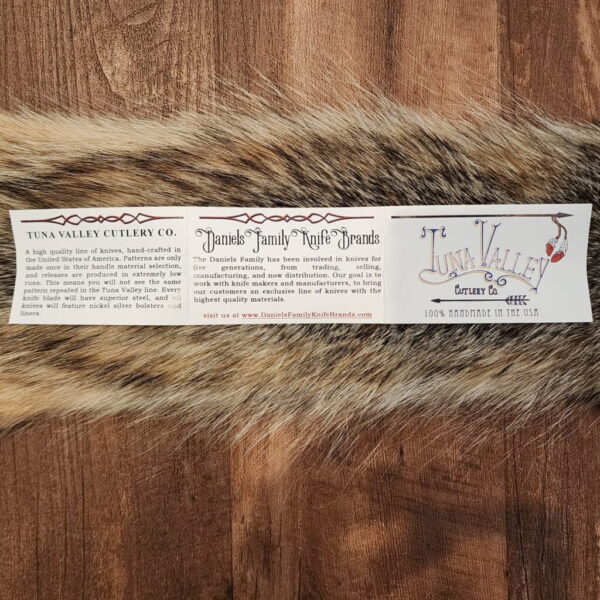 TUNA VALLEY CUTLERY CO.
A high quality line of knives, hand-crafted in
the United States of America. Patterns are only
made once in their handle material selection,
and releases are produced in extremely low
runs. This means you will not see the same
pattern repeated in the Tuna Valley line. Every
knife blade will have superior steel, and all
knives will feature nickel silver bolsters and
liners.
Daniels Family Knife Brands
The Daniels Family has been involved in knives for
five generations, from trading, selling,
manufacturing, and now distribution. Our goal is to
work with knife makers and manufacturers, to bring
our customers an exclusive line of knives with the
highest quality materials.
visit us at www.DanielsFamilyKnifeBrands.com
TUNA VALLEY
CUTLERY CO.
100% HANDMADE IN THE USA